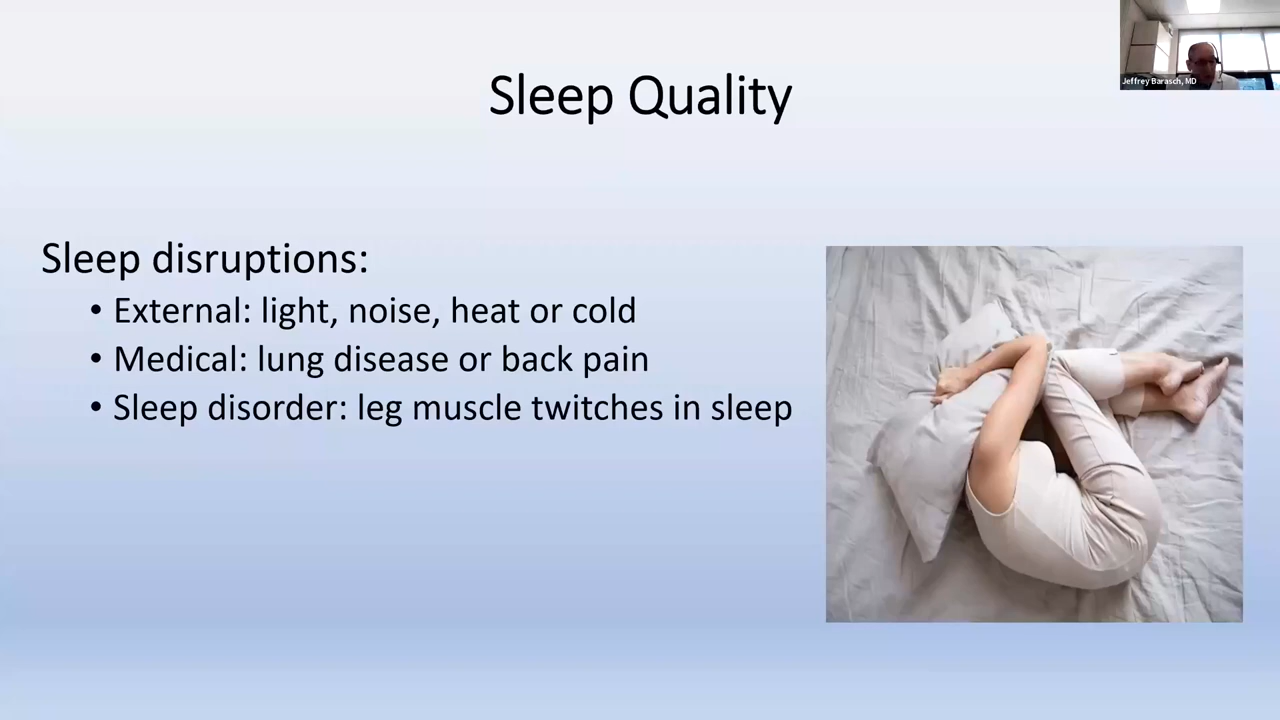 Jeffrey Barasch, MD
Sleep Quality
Sleep disruptions:
• External: light, noise, heat or cold
• Medical: lung disease or back pain
• Sleep disorder: leg muscle twitches in sleep